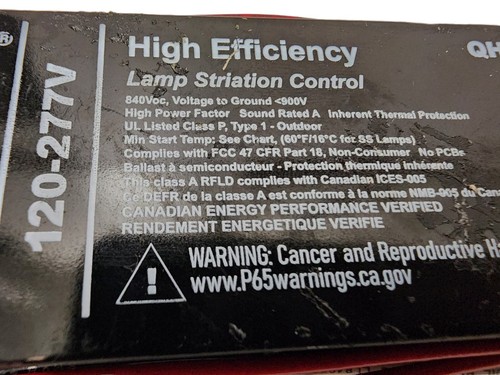 ®
120-277V
High Efficiency
QH
Lamp Striation Control
840Voc, Voltage to Ground <900V
High Power Factor Sound Rated A Inherent Thermal Protection
UL Listed Class P, Type 1 - Outdoor
Min Start Temp: See Chart, (60°F/16°C for SS Lamps)
Complies with FCC 47 CFR Part 18, Non-Consumer No PCBs
Ballast à semiconducteur - Protection thermique inhérente
This class A RFLD complies with Canadian ICES-005
Ce DEFR de la classe A est conforme à la norme NMB-005 du Can
CANADIAN ENERGY PERFORMANCE VERIFIED
RENDEMENT ENERGETIQUE VERIFIE
WARNING: Cancer and Reproductive Ha
www.P65warnings.ca.gov